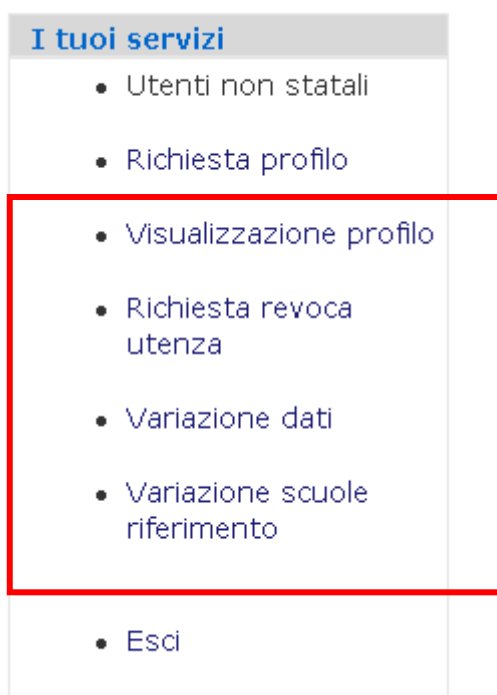 I tuoi servizi
Utenti non statali
Richiesta profilo
Visualizzazione profilo
Richiesta revoca
utenza
Variazione dati
Variazione scuole
riferimento
Esci